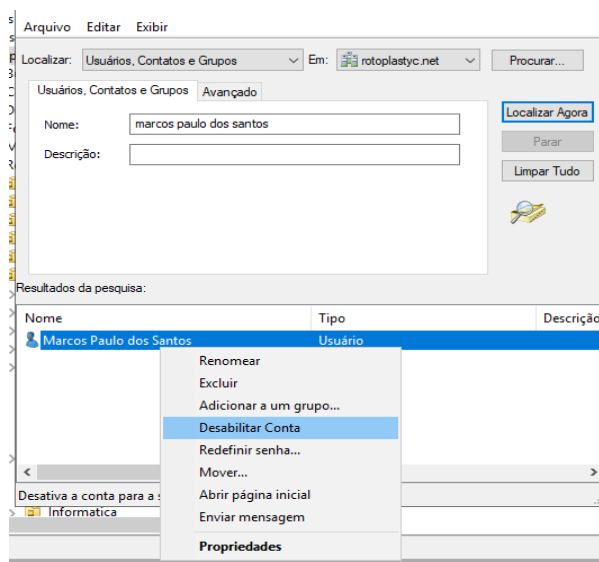 Arquivo Editar Exibir
Localizar: Usuários, Contatos e Grupos Em: rotoplastyc.net Procurar...
Usuários, Contatos e Grupos Avançado
Localizar Agora
Nome: marcos paulo dos santos
Parar
Descrição:
Limpar Tudo
Resultados da pesquisa:
Nome Tipo Descrição
Marcos Paulo dos Santos Usuário
Renomear
Excluir
Adicionar a um grupo...
Desabilitar Conta
Redefinir senha...
Mover...
Abrir página inicial
Enviar mensagem
Propriedades
Desativa a conta para a
Informatica